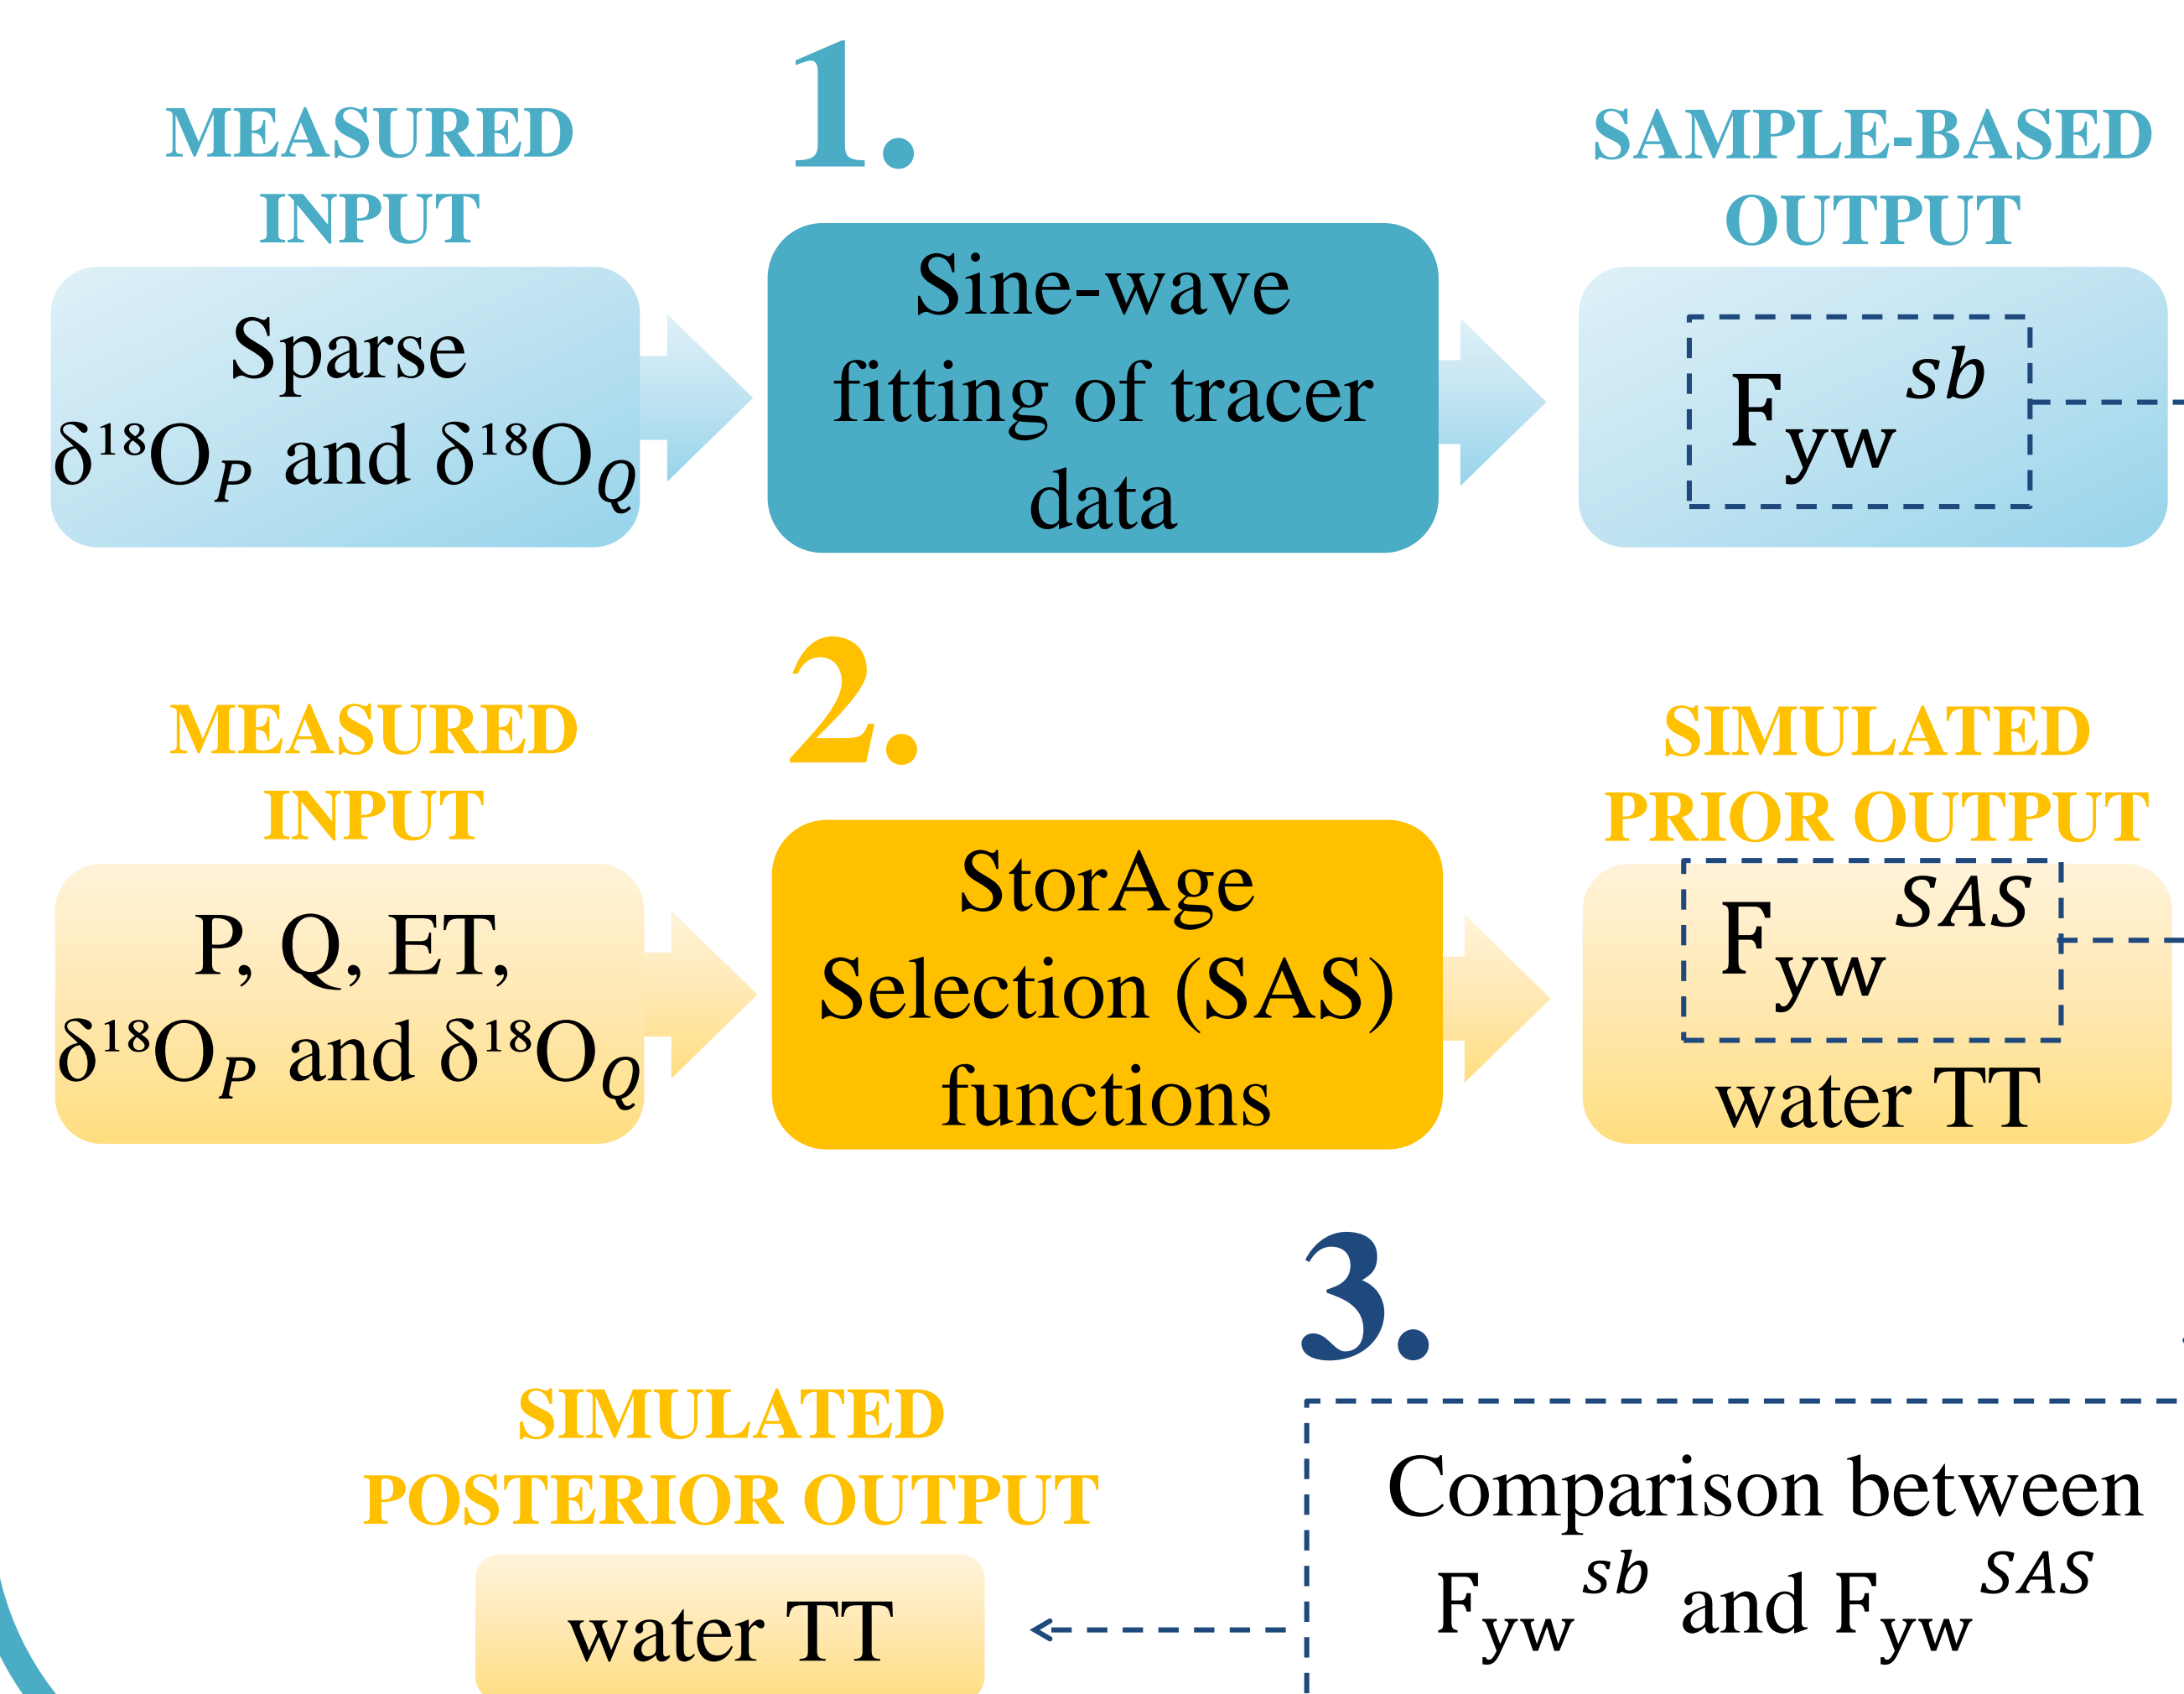 1.
MEASURED
INPUT
Sparse
δ¹⁸O_P and δ¹⁸O_Q
Sine-wave
fitting of tracer
data
SAMPLE-BASED
OUTPUT
F_yw^sb
2.
MEASURED
INPUT
P, Q, ET,
δ¹⁸O_P and δ¹⁸O_Q
StorAge
Selection (SAS)
functions
SIMULATED
PRIOR OUTPUT
F_yw^SAS
water TT
3.
Comparison between
F_yw^sb and F_yw^SAS
SIMULATED
POSTERIOR OUTPUT
water TT